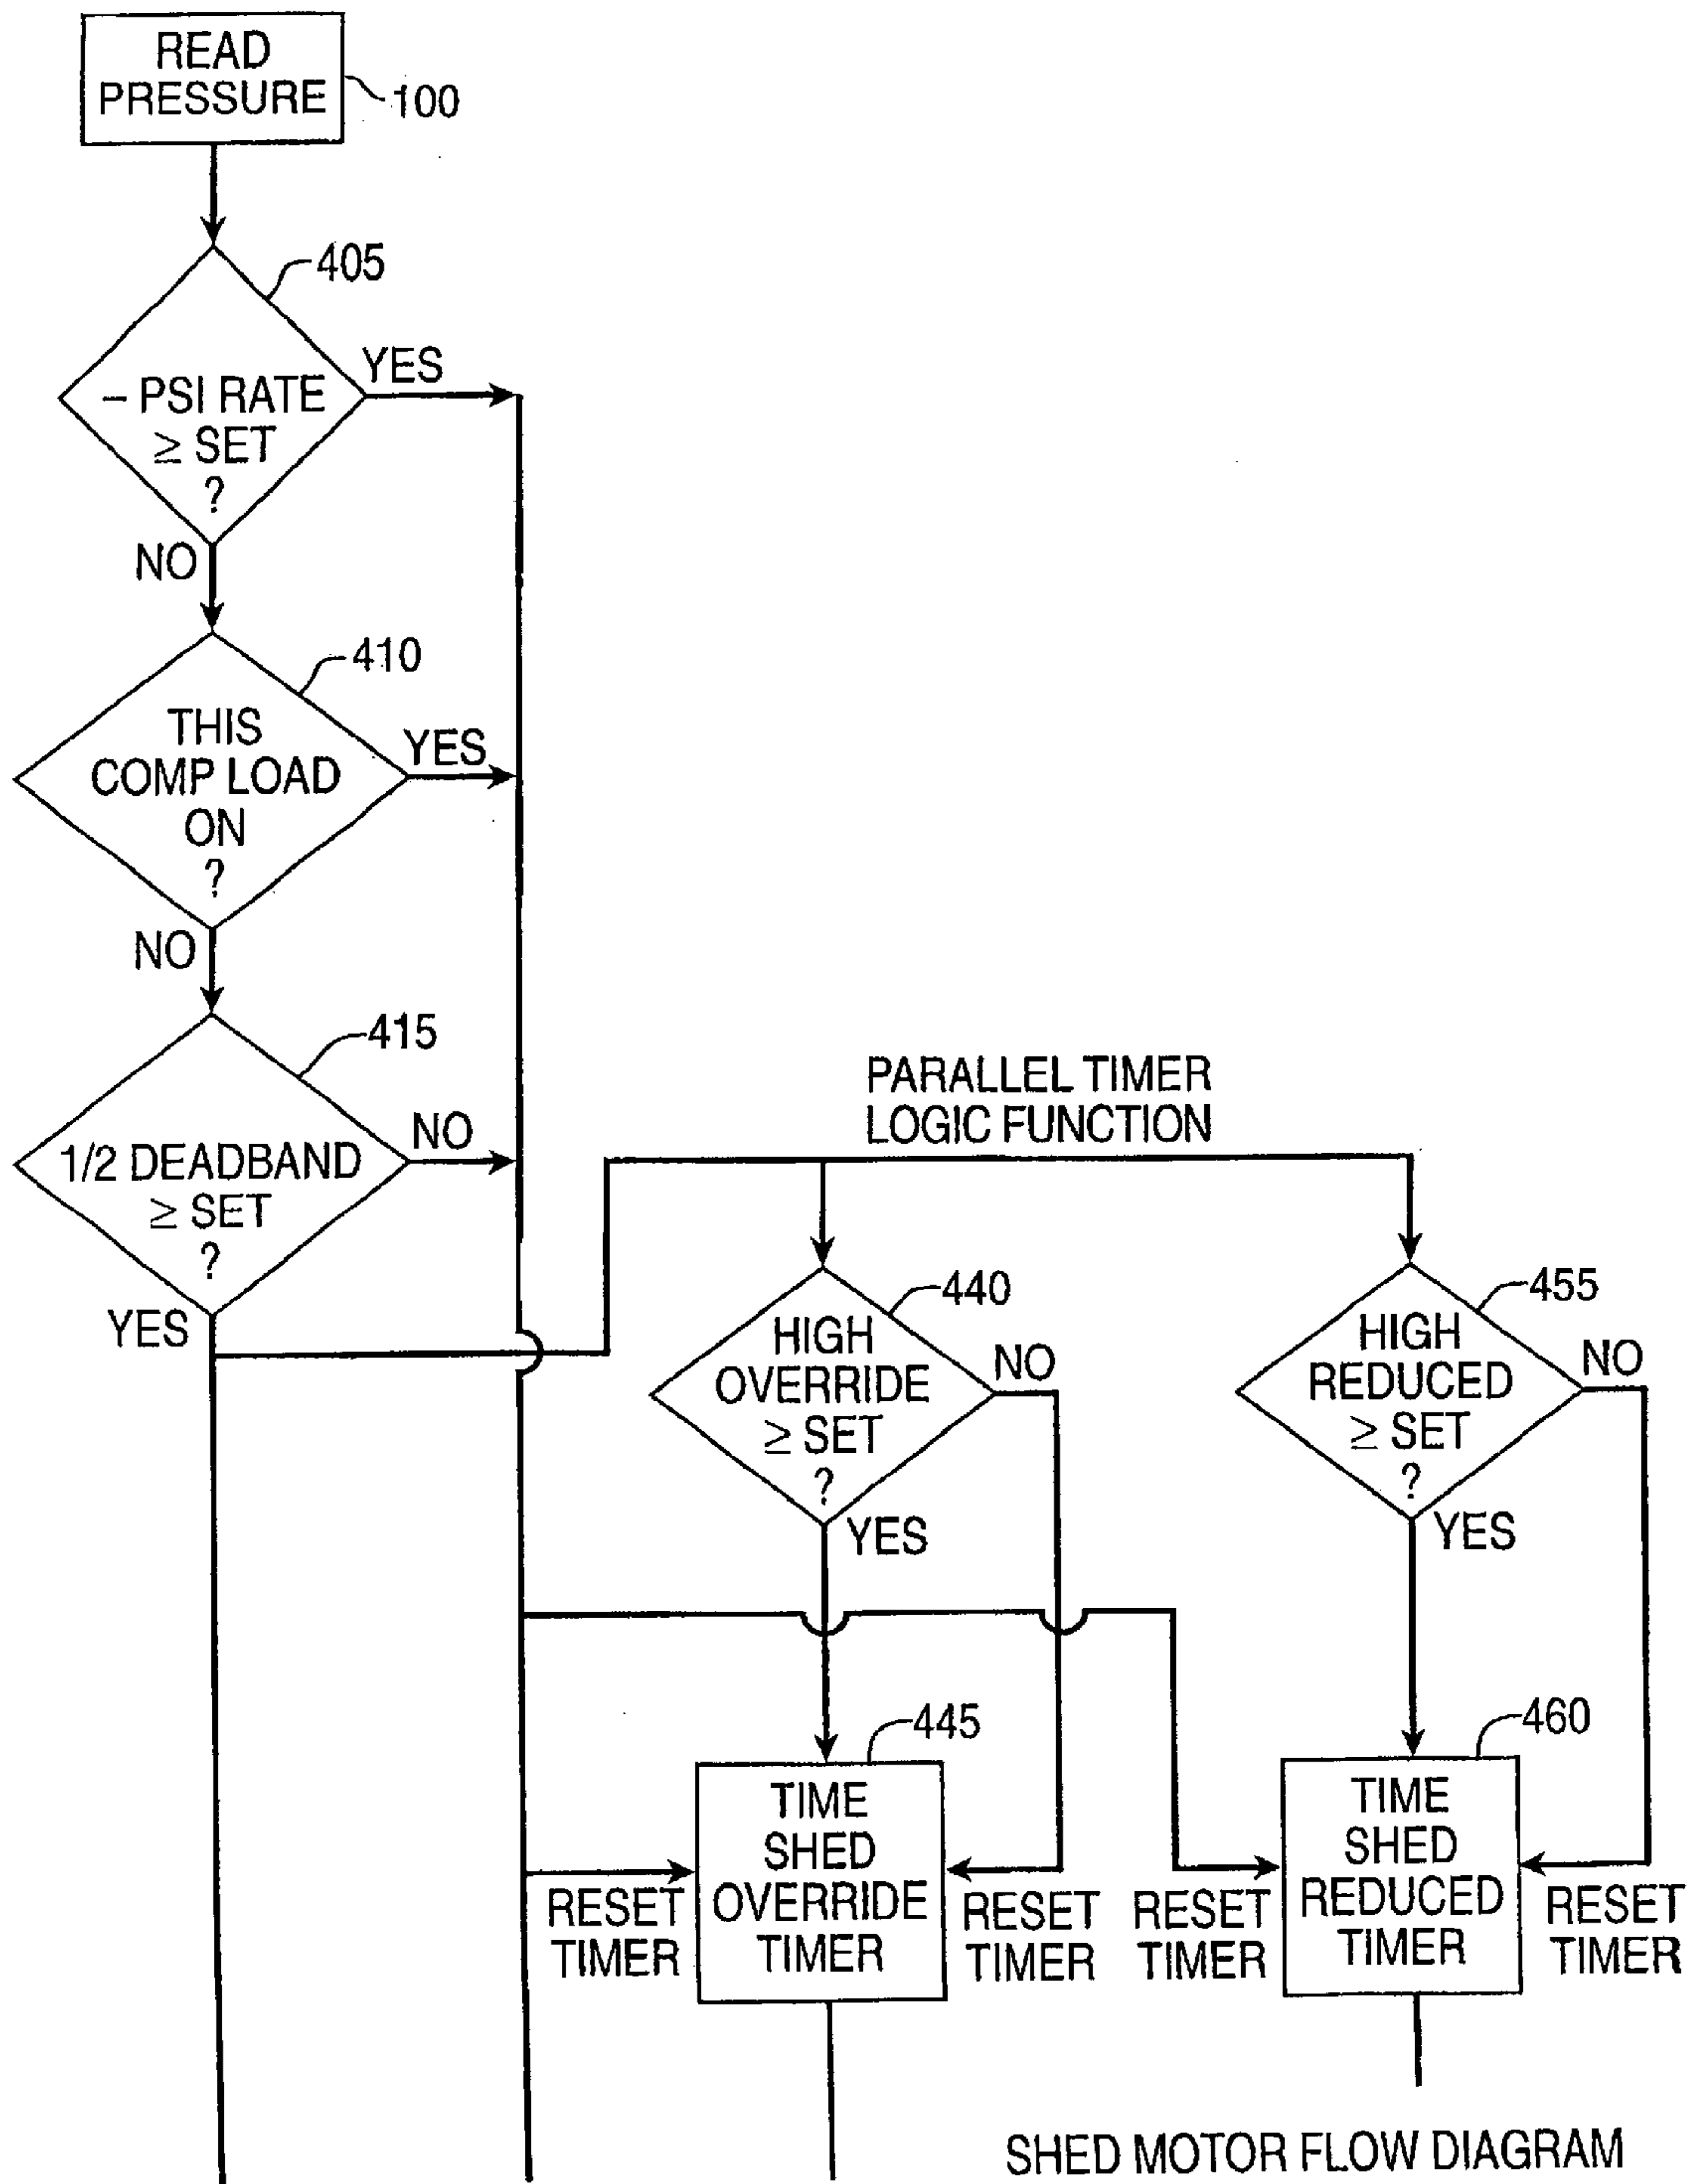 READ
PRESSURE
100
405
– PSI RATE
≥ SET
?
YES
NO
410
THIS
COMP LOAD
ON
?
YES
NO
415
1/2 DEADBAND
≥ SET
?
NO
YES
PARALLEL TIMER
LOGIC FUNCTION
440
HIGH
OVERRIDE
≥ SET
?
NO
YES
455
HIGH
REDUCED
≥ SET
?
NO
YES
445
TIME
SHED
OVERRIDE
TIMER
RESET
TIMER
RESET
TIMER
460
TIME
SHED
REDUCED
TIMER
RESET
TIMER
RESET
TIMER
SHED MOTOR FLOW DIAGRAM